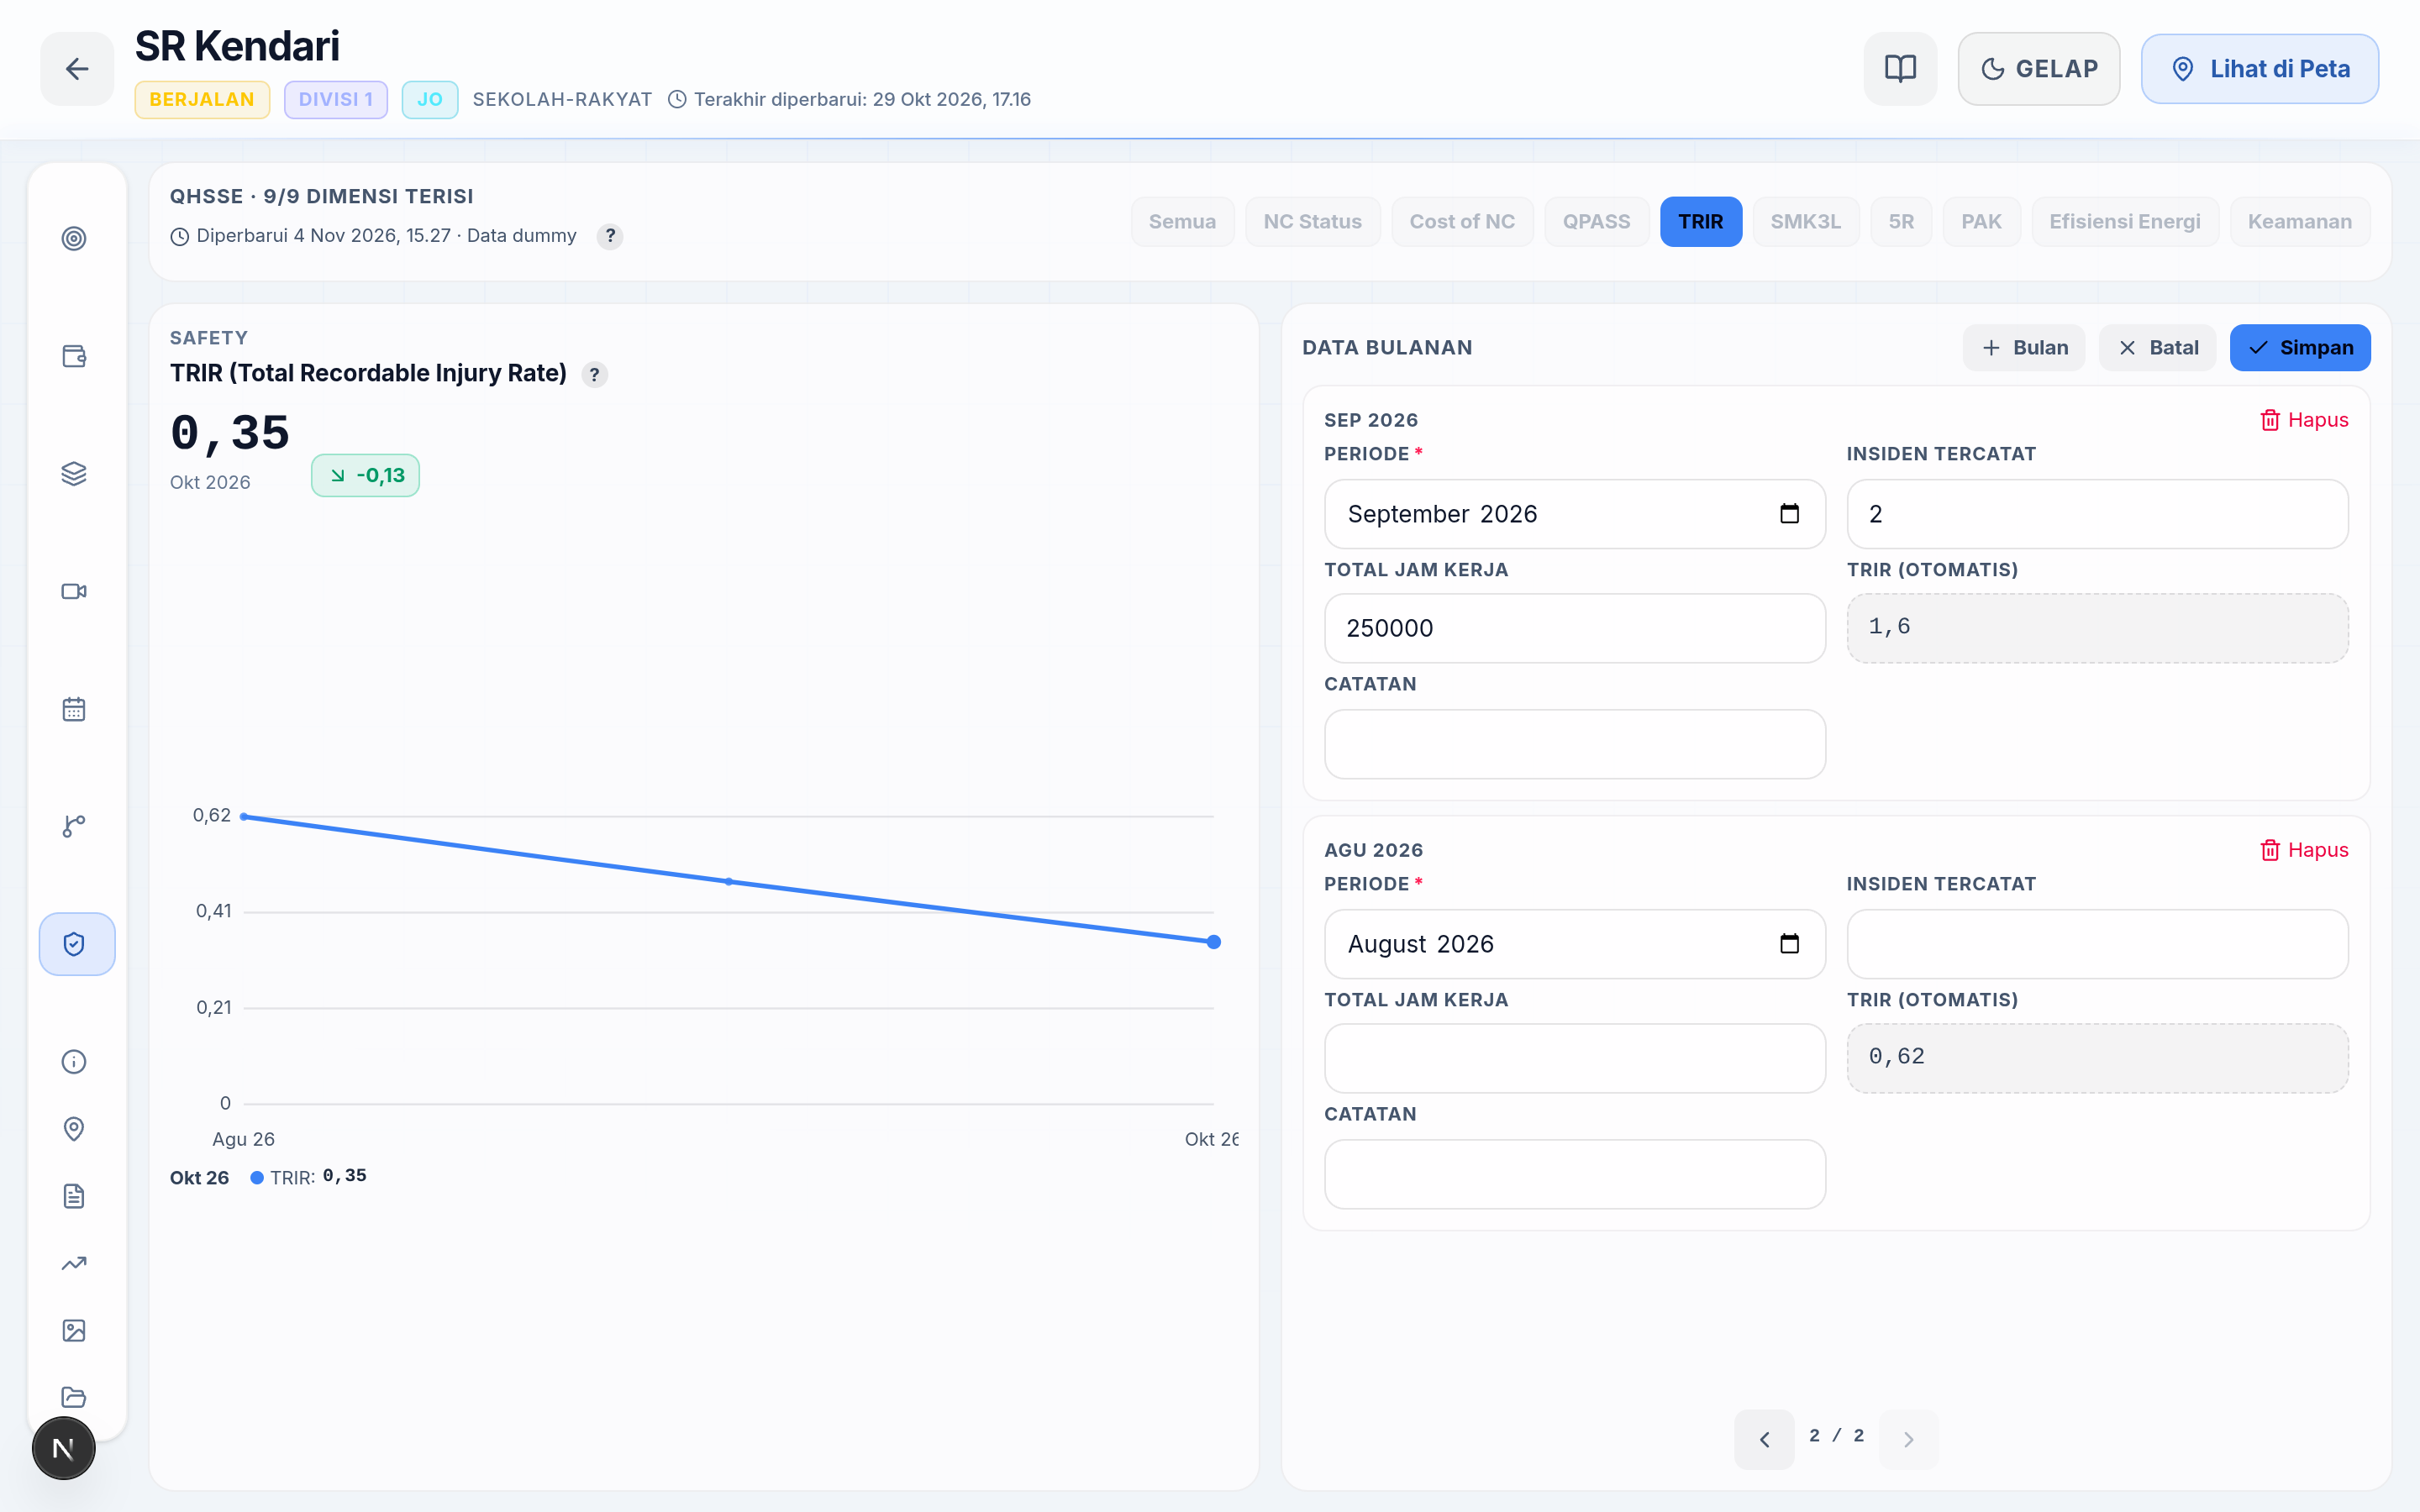 SR Kendari
BERJALAN DIVISI 1 JO SEKOLAH-RAKYAT Terakhir diperbarui: 29 Okt 2026, 17.16
GELAP
Lihat di Peta
QHSSE · 9/9 DIMENSI TERISI
Diperbarui 4 Nov 2026, 15.27 · Data dummy ?
Semua NC Status Cost of NC QPASS TRIR SMK3L 5R PAK Efisiensi Energi Keamanan
SAFETY
TRIR (Total Recordable Injury Rate) ?
0,35
Okt 2026
-0,13
0,62
0,41
0,21
0
Agu 26 Okt 26
Okt 26 TRIR: 0,35
DATA BULANAN
Bulan Batal Simpan
SEP 2026 Hapus
PERIODE * INSIDEN TERCATAT
September 2026 2
TOTAL JAM KERJA TRIR (OTOMATIS)
250000 1,6
CATATAN
AGU 2026 Hapus
PERIODE * INSIDEN TERCATAT
August 2026
TOTAL JAM KERJA TRIR (OTOMATIS)
0,62
CATATAN
2 / 2
N